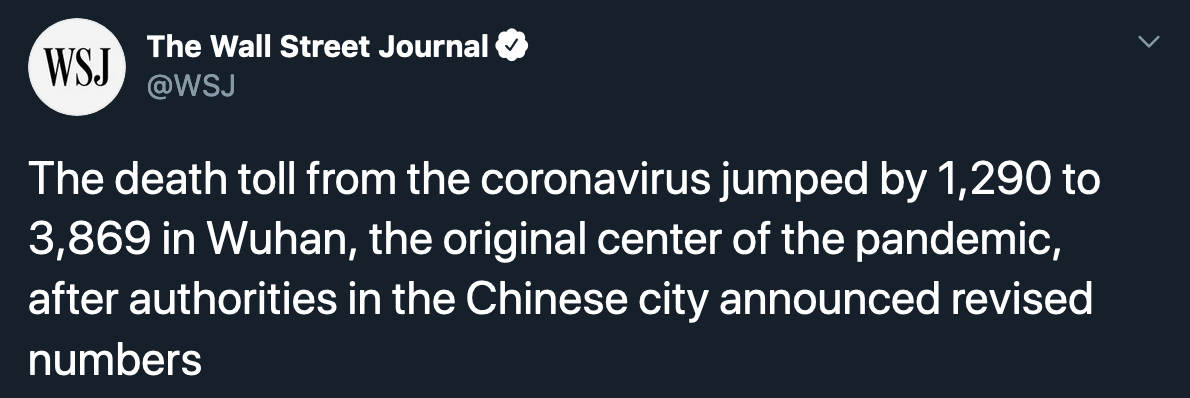 WSJ
The Wall Street Journal
@WSJ
The death toll from the coronavirus jumped by 1,290 to
3,869 in Wuhan, the original center of the pandemic,
after authorities in the Chinese city announced revised
numbers